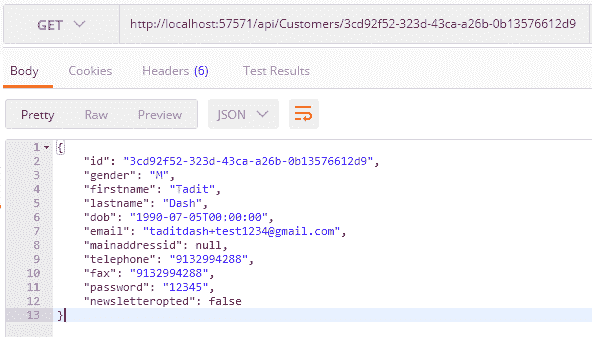 GET http://localhost:57571/api/Customers/3cd92f52-323d-43ca-a26b-0b13576612d9
Body Cookies Headers (6) Test Results
Pretty Raw Preview JSON
1 {
2 "id": "3cd92f52-323d-43ca-a26b-0b13576612d9",
3 "gender": "M",
4 "firstname": "Tadit",
5 "lastname": "Dash",
6 "dob": "1990-07-05T00:00:00",
7 "email": "taditdash+test1234@gmail.com",
8 "mainaddressid": null,
9 "telephone": "9132994288",
10 "fax": "9132994288",
11 "password": "12345",
12 "newsletteropted": false
13 }